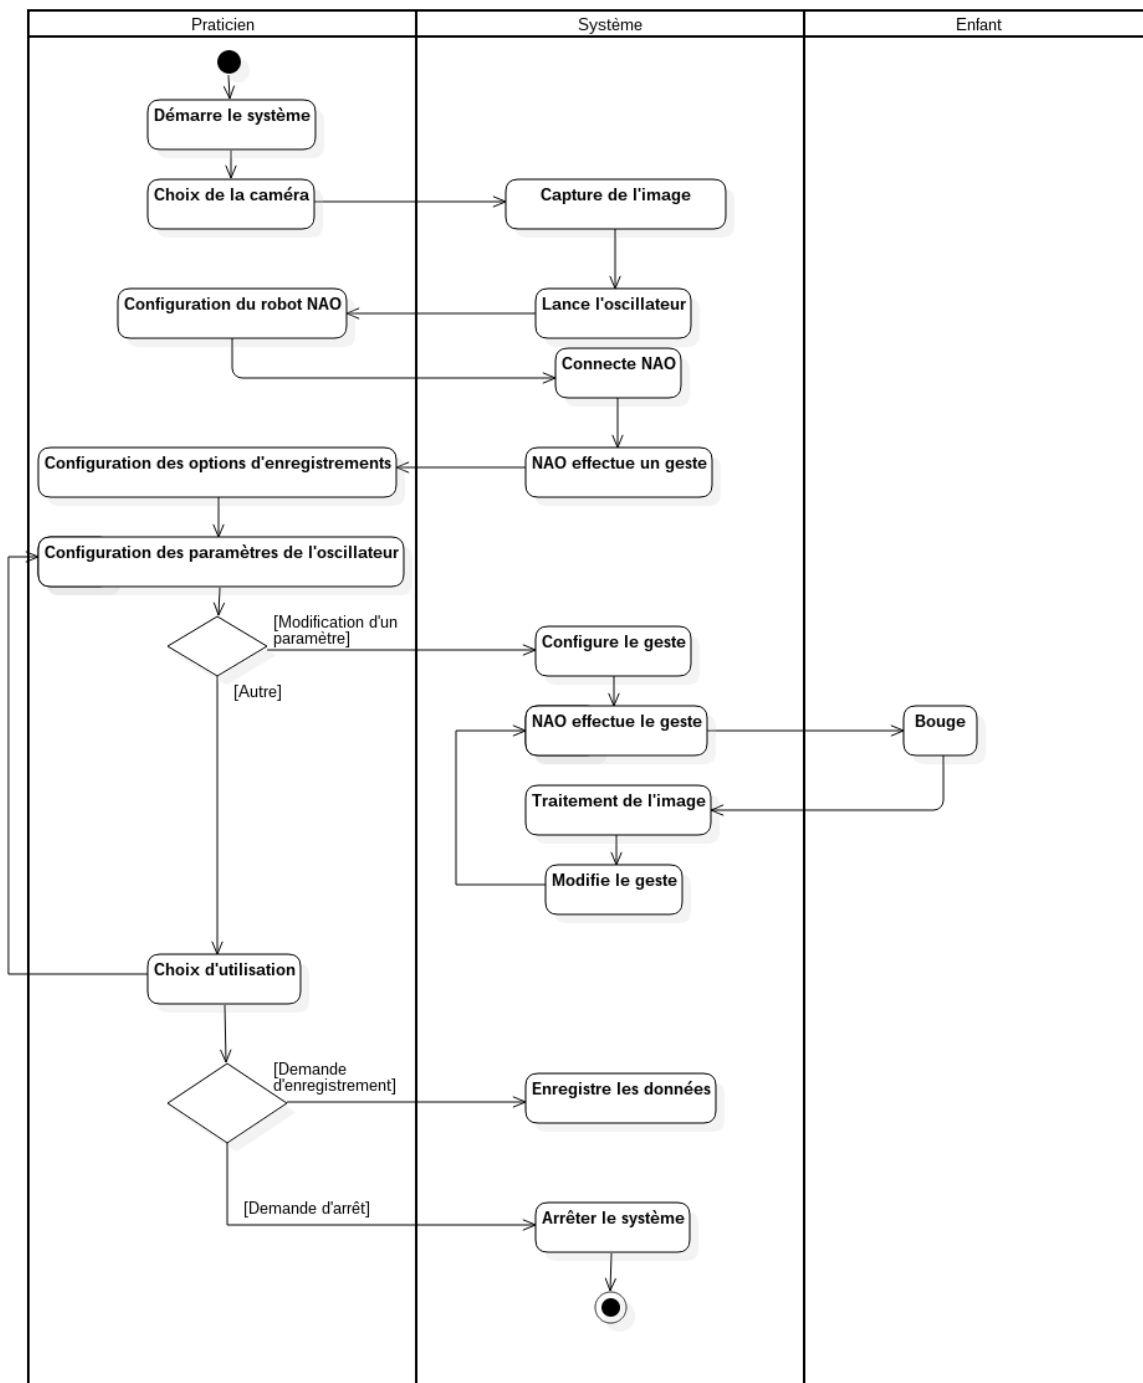 Praticien
Système
Enfant
Démarre le système
Choix de la caméra
Capture de l'image
Configuration du robot NAO
Lance l'oscillateur
Connecte NAO
Configuration des options d'enregistrements
NAO effectue un geste
Configuration des paramètres de l'oscillateur
[Modification d'un
paramètre]
Configure le geste
[Autre]
NAO effectue le geste
Bouge
Traitement de l'image
Modifie le geste
Choix d'utilisation
[Demande
d'enregistrement]
Enregistre les données
[Demande d'arrêt]
Arrêter le système